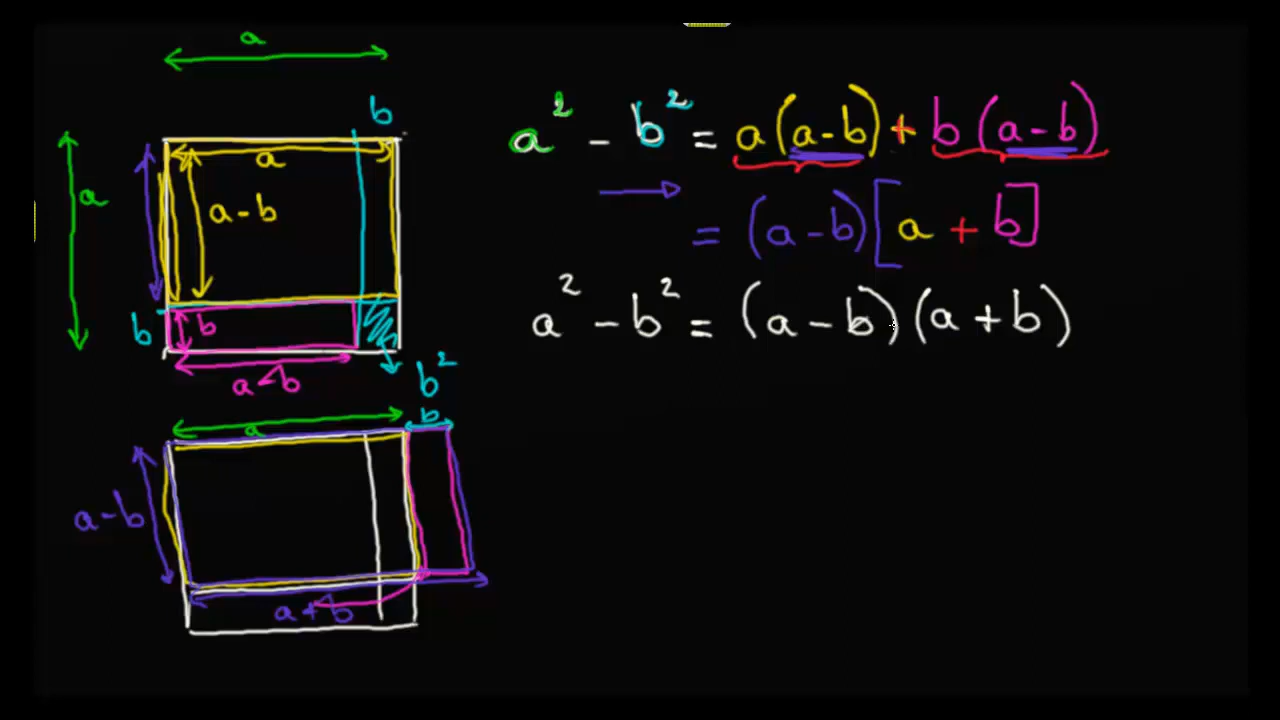 a
b
a
a
a-b
b
b
a-b
b²
a
b
a-b
a+b
a² - b² = a(a-b) + b(a-b)
= (a-b)[a + b]
a² - b² = (a-b)(a+b)